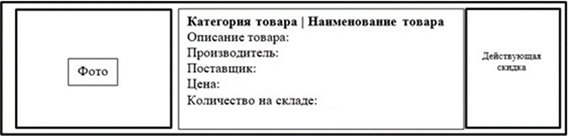 Фото
Категория товара | Наименование товара
Описание товара:
Производитель:
Поставщик:
Цена:
Количество на складе:
Действующая
скидка